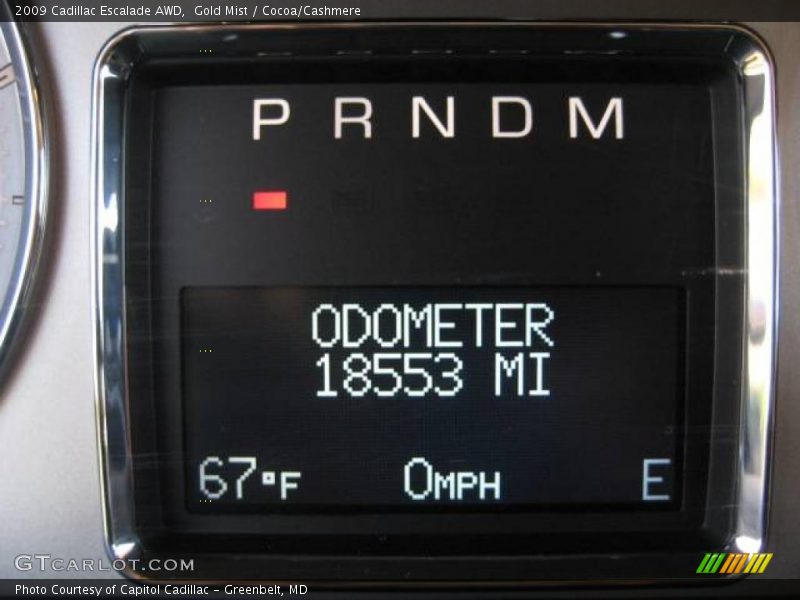 2009 Cadillac Escalade AWD, Gold Mist / Cocoa/Cashmere
P R N D M
ODOMETER
18553 MI
67°F 0MPH E
GTCARLOT.COM
Photo Courtesy of Capitol Cadillac - Greenbelt, MD